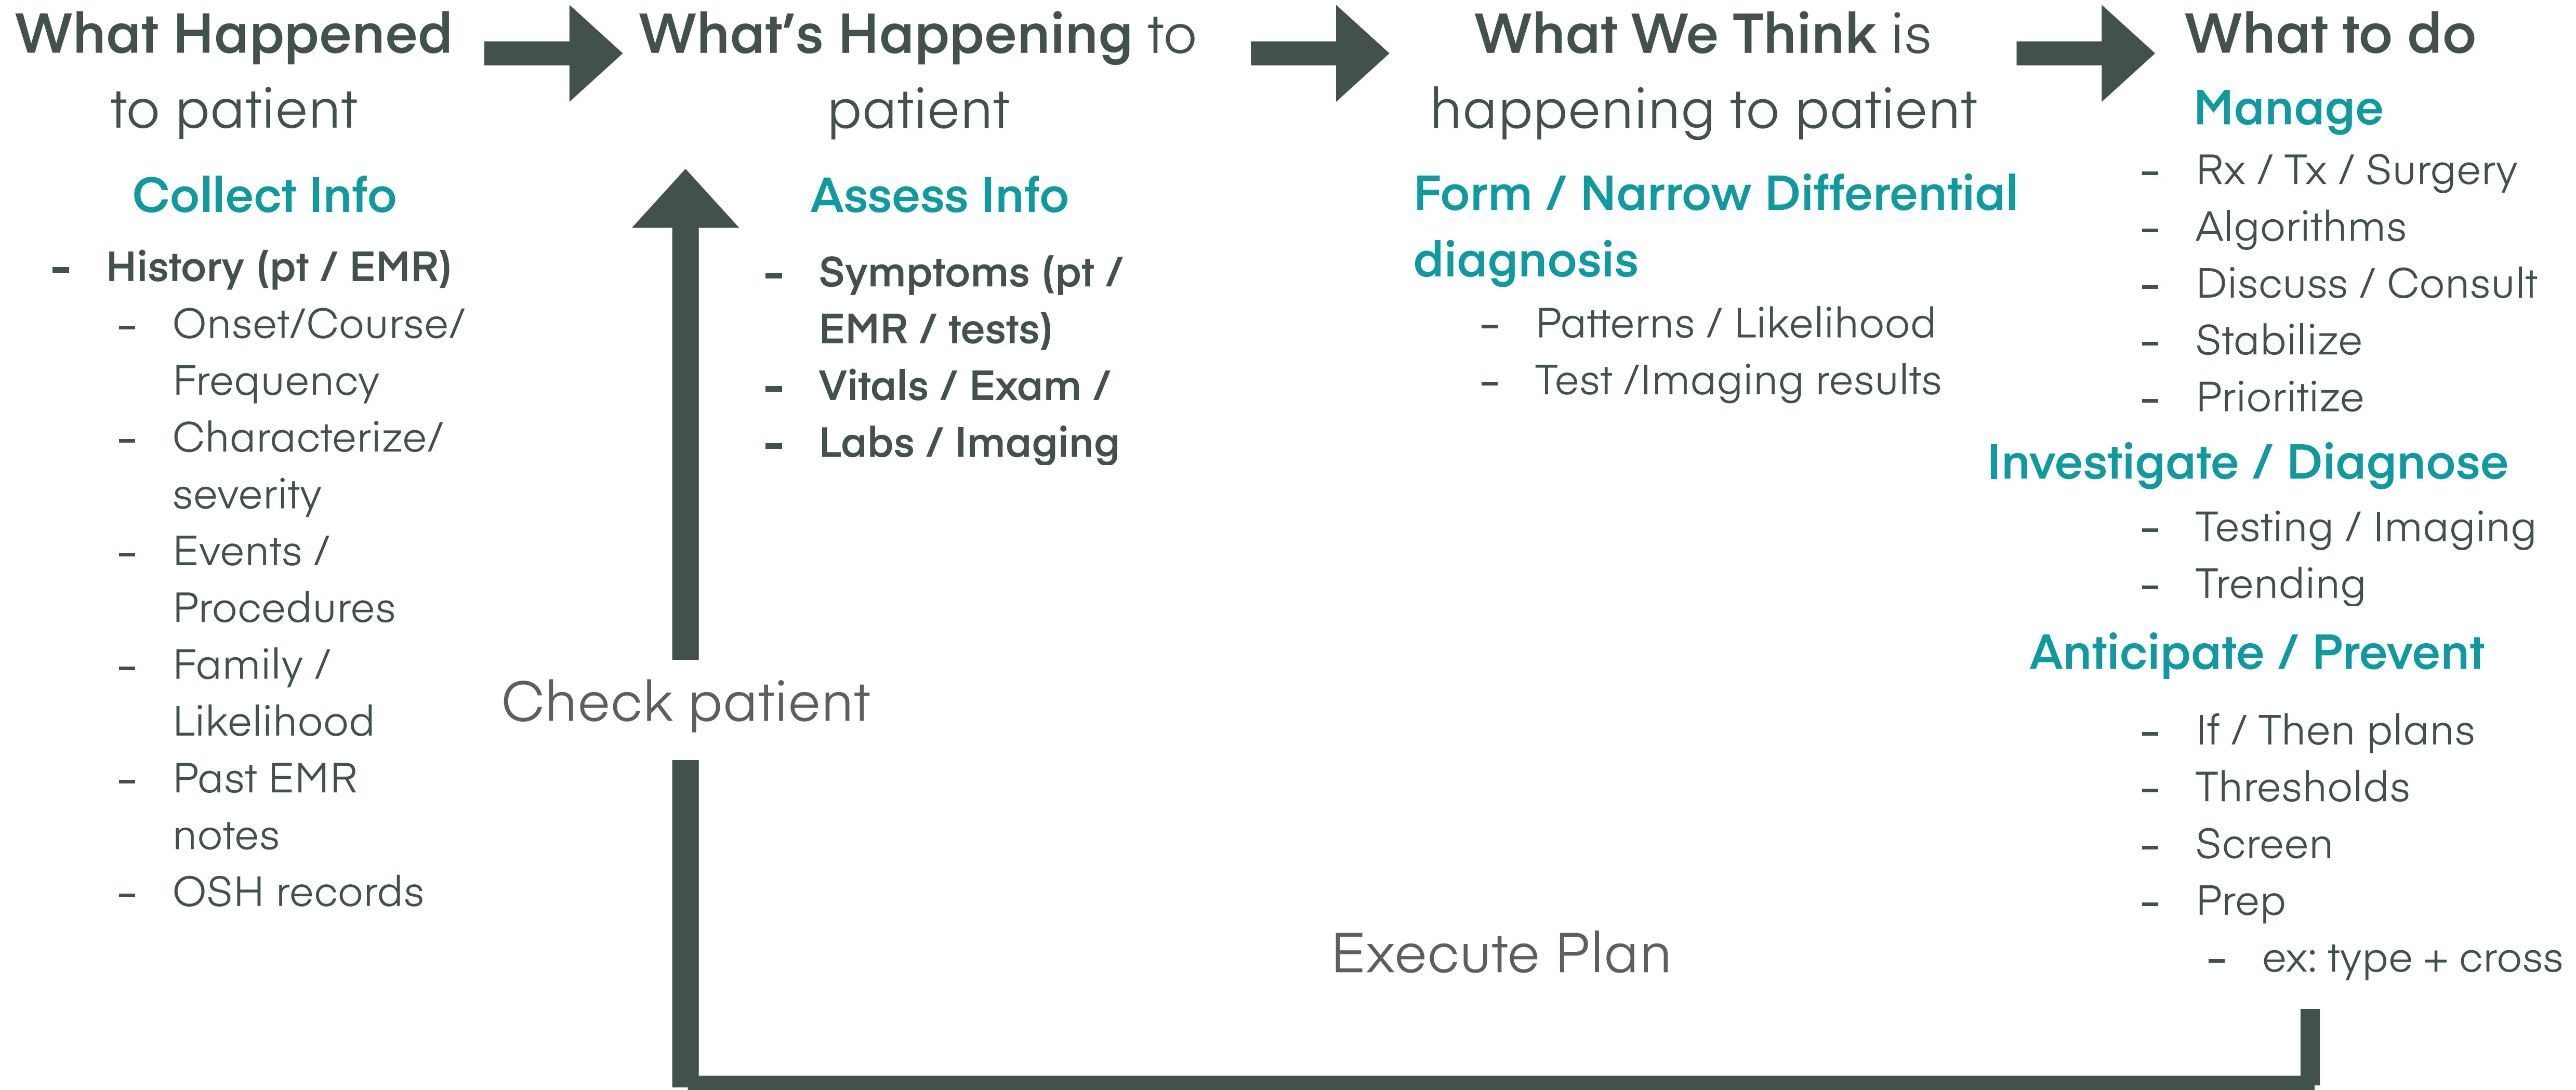 What Happened
to patient
Collect Info
- History (pt / EMR)
- Onset/Course/
Frequency
- Characterize/
severity
- Events /
Procedures
- Family /
Likelihood
- Past EMR
notes
- OSH records
What's Happening to
patient
Assess Info
- Symptoms (pt /
EMR / tests)
- Vitals / Exam /
- Labs / Imaging
What We Think is
happening to patient
Form / Narrow Differential
diagnosis
- Patterns / Likelihood
- Test /Imaging results
What to do
Manage
- Rx / Tx / Surgery
- Algorithms
- Discuss / Consult
- Stabilize
- Prioritize
Investigate / Diagnose
- Testing / Imaging
- Trending
Anticipate / Prevent
- If / Then plans
- Thresholds
- Screen
- Prep
- ex: type + cross
Execute Plan
Check patient